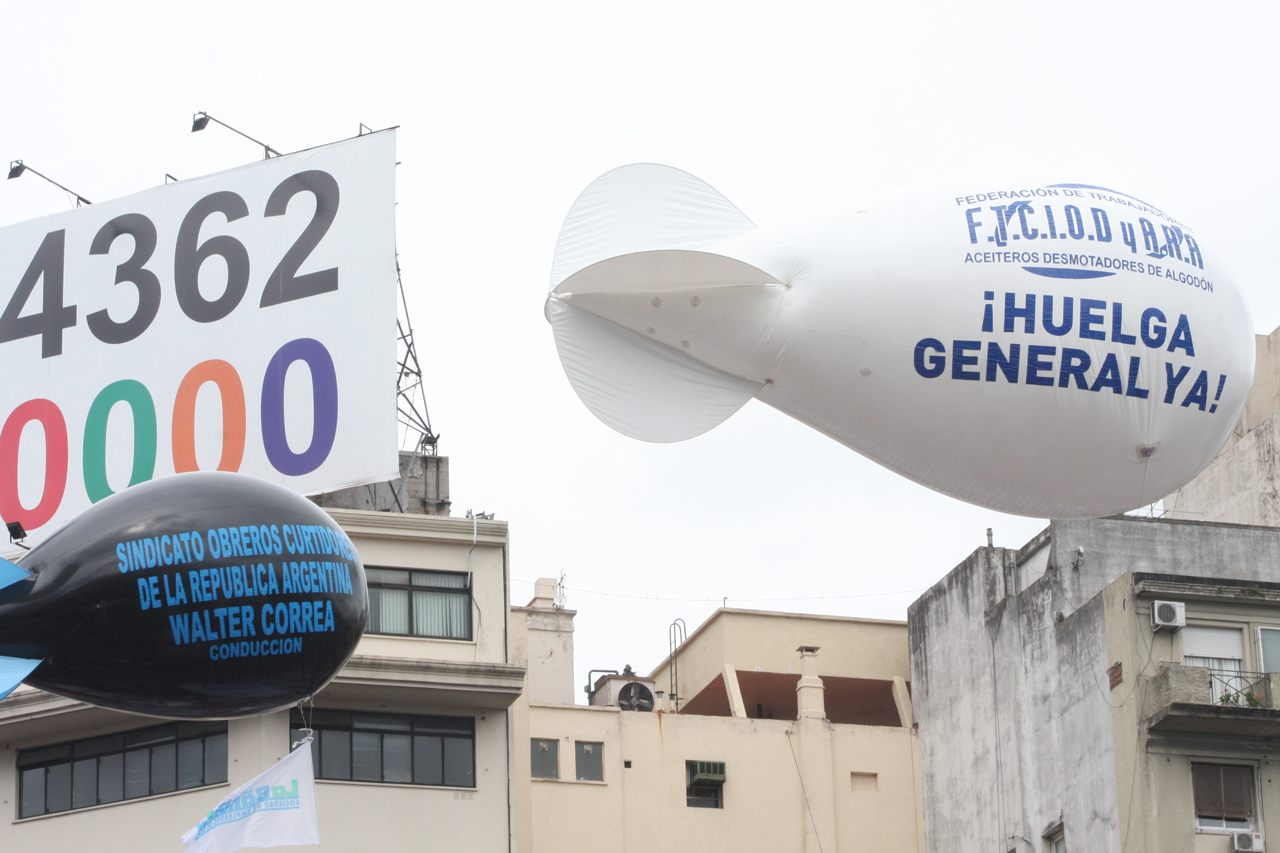 4362
0000
FEDERACIÓN DE TRABAJADORES
F.T.C.I.O.D y A.R.A
ACEITEROS DESMOTADORES DE ALGODÓN
¡HUELGA
GENERAL YA!
SINDICATO OBREROS CURTIDO
DE LA REPUBLICA ARGENTINA
WALTER CORREA
CONDUCCION